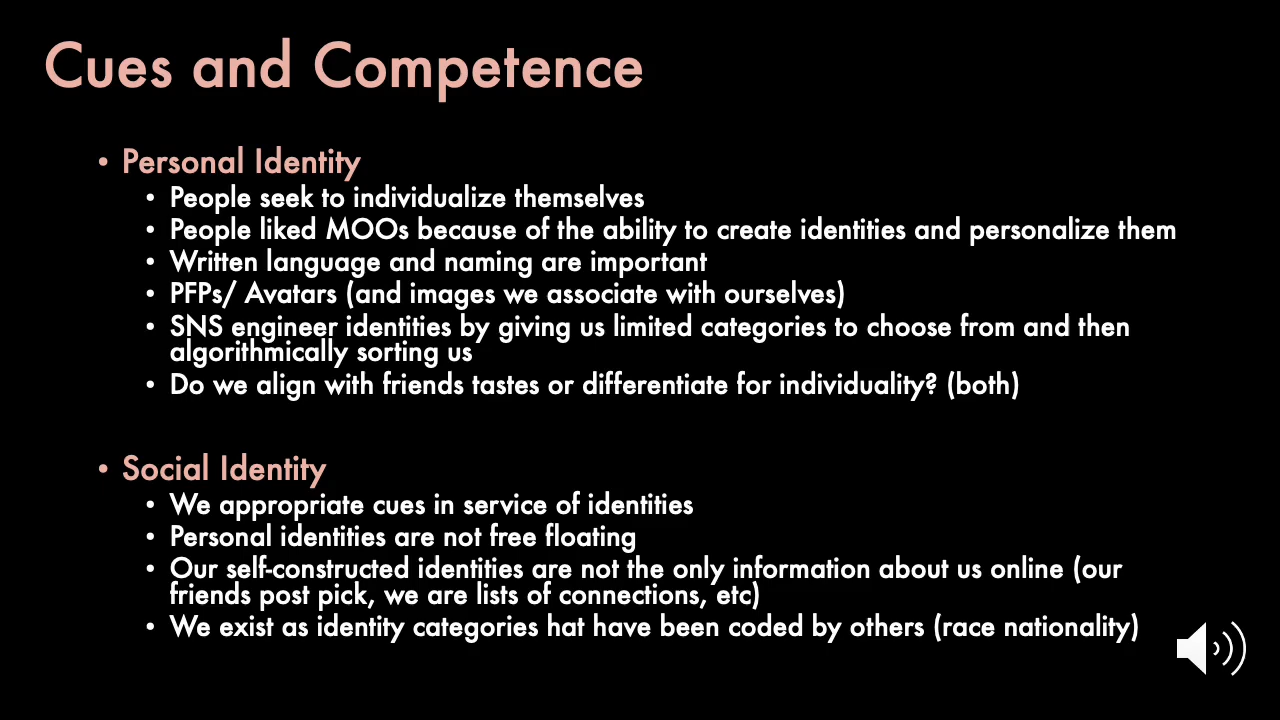 Cues and Competence
• Personal Identity
• People seek to individualize themselves
• People liked MOOs because of the ability to create identities and personalize them
• Written language and naming are important
• PFPs/ Avatars (and images we associate with ourselves)
• SNS engineer identities by giving us limited categories to choose from and then
algorithmically sorting us
• Do we align with friends tastes or differentiate for individuality? (both)
• Social Identity
• We appropriate cues in service of identities
• Personal identities are not free floating
• Our self-constructed identities are not the only information about us online (our
friends post pick, we are lists of connections, etc)
• We exist as identity categories hat have been coded by others (race nationality)